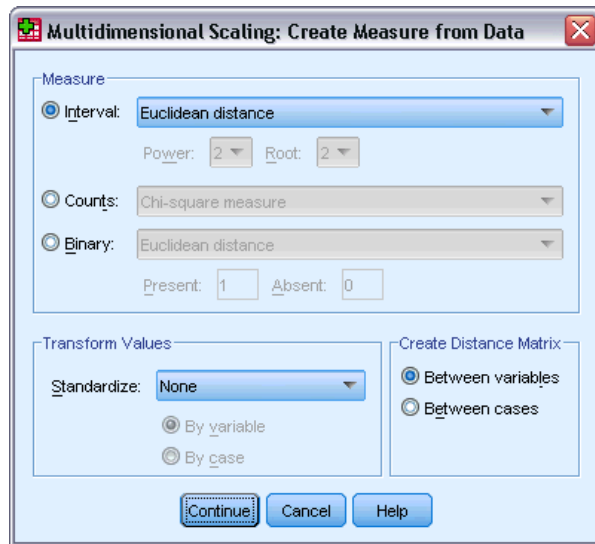 Multidimensional Scaling: Create Measure from Data
Measure
Interval: Euclidean distance
Power: 2 Root: 2
Counts: Chi-square measure
Binary: Euclidean distance
Present: 1 Absent: 0
Transform Values
Standardize: None
By variable
By case
Create Distance Matrix
Between variables
Between cases
Continue Cancel Help